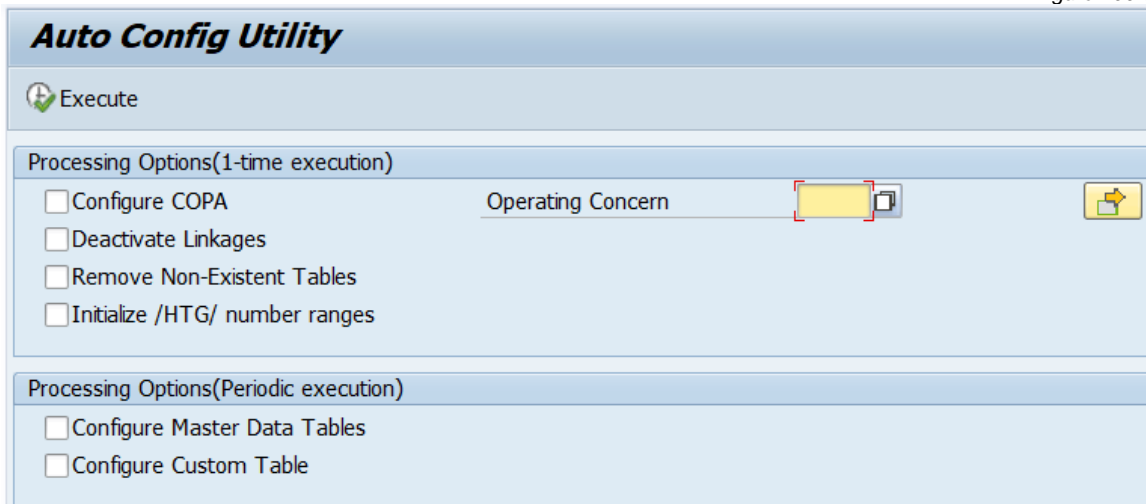 Auto Config Utility
Execute
Processing Options(1-time execution)
Configure COPA Operating Concern
Deactivate Linkages
Remove Non-Existent Tables
Initialize /HTG/ number ranges
Processing Options(Periodic execution)
Configure Master Data Tables
Configure Custom Table